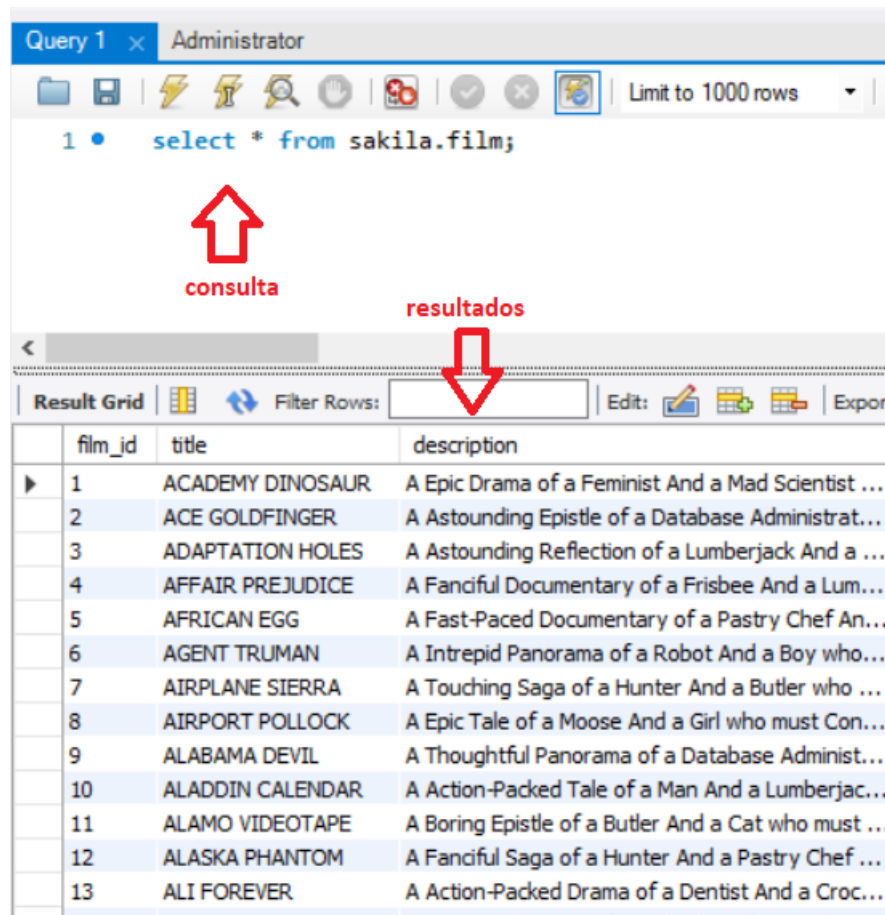 Query 1 Administrator
Limit to 1000 rows
1 select * from sakila.film;
consulta
resultados
Result Grid Filter Rows: Edit: Expor
film_id title description
1 ACADEMY DINOSAUR A Epic Drama of a Feminist And a Mad Scientist ...
2 ACE GOLDFINGER A Astounding Epistle of a Database Administrat...
3 ADAPTATION HOLES A Astounding Reflection of a Lumberjack And a ...
4 AFFAIR PREJUDICE A Fanciful Documentary of a Frisbee And a Lum...
5 AFRICAN EGG A Fast-Paced Documentary of a Pastry Chef An...
6 AGENT TRUMAN A Intrepid Panorama of a Robot And a Boy who...
7 AIRPLANE SIERRA A Touching Saga of a Hunter And a Butler who ...
8 AIRPORT POLLOCK A Epic Tale of a Moose And a Girl who must Con...
9 ALABAMA DEVIL A Thoughtful Panorama of a Database Administ...
10 ALADDIN CALENDAR A Action-Packed Tale of a Man And a Lumberjac...
11 ALAMO VIDEOTAPE A Boring Epistle of a Butler And a Cat who must ...
12 ALASKA PHANTOM A Fanciful Saga of a Hunter And a Pastry Chef ...
13 ALI FOREVER A Action-Packed Drama of a Dentist And a Croc...